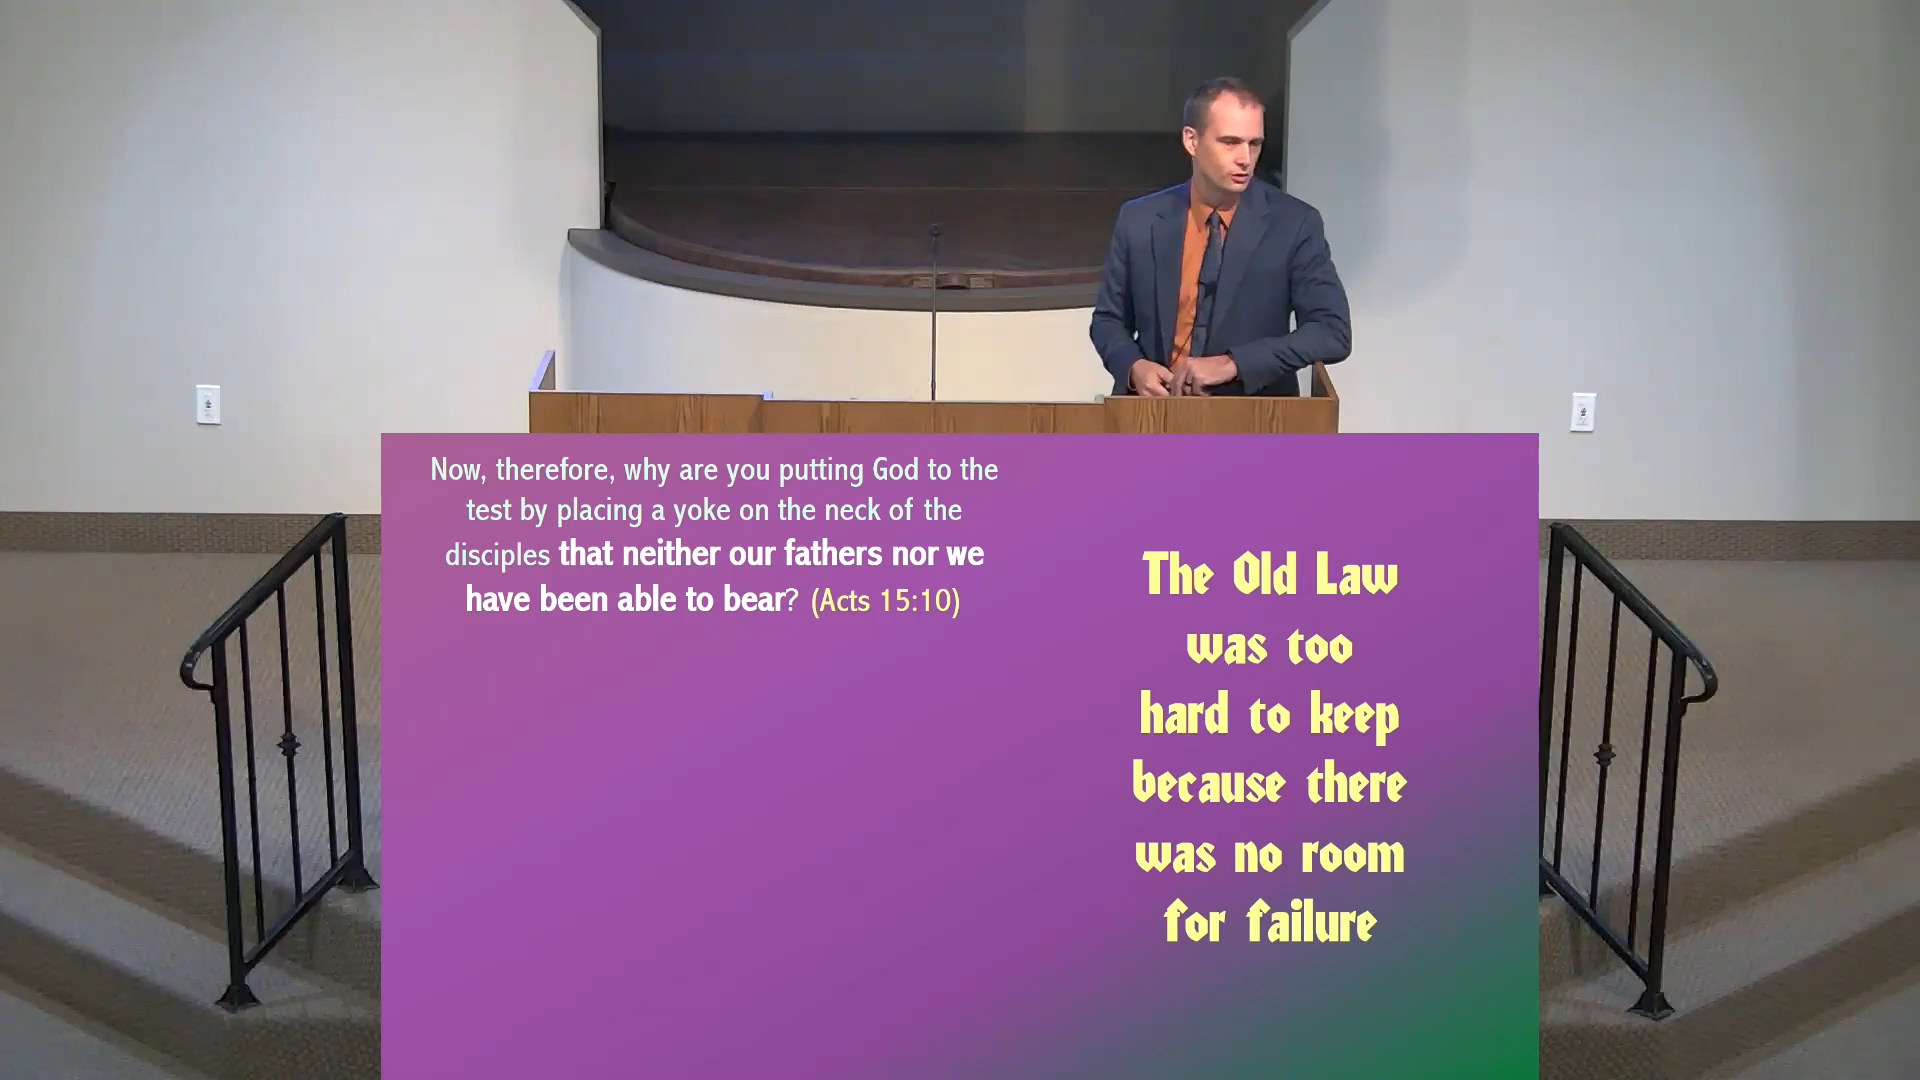 Now, therefore, why are you putting God to the
test by placing a yoke on the neck of the
disciples that neither our fathers nor we
have been able to bear? (Acts 15:10)
The Old Law
was too
hard to keep
because there
was no room
for failure